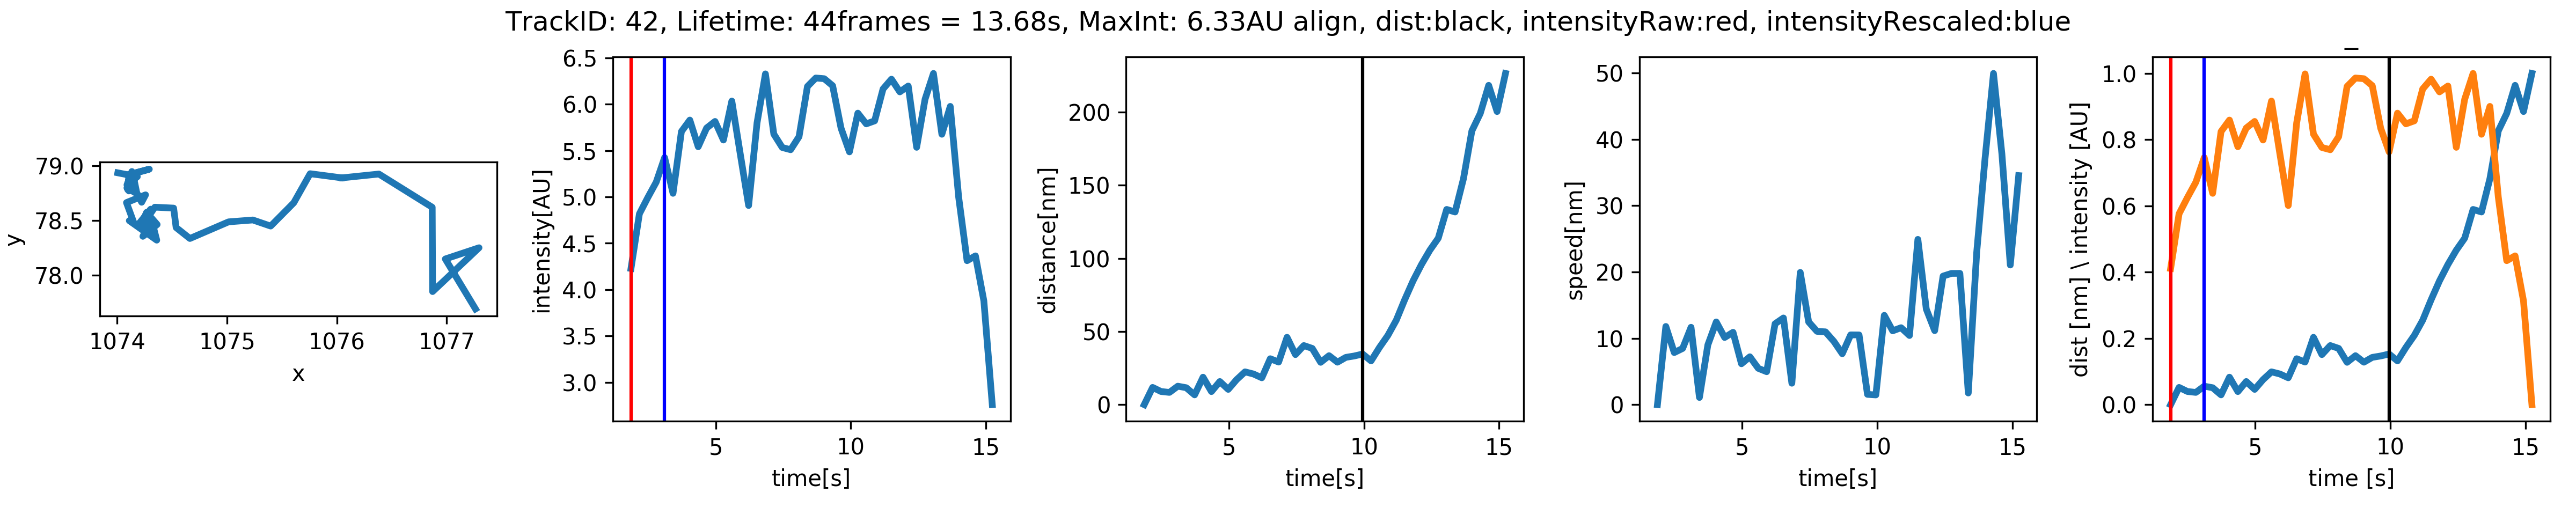 TrackID: 42, Lifetime: 44frames = 13.68s, MaxInt: 6.33AU align, dist:black, intensityRaw:red, intensityRescaled:blue
_
79.0
78.5
78.0
y
1074 1075 1076 1077
x
6.5
6.0
5.5
5.0
4.5
4.0
3.5
3.0
intensity[AU]
5 10 15
time[s]
200
150
100
50
0
distance[nm]
5 10 15
time[s]
50
40
30
20
10
0
speed[nm]
5 10 15
time[s]
1.0
0.8
0.6
0.4
0.2
0.0
dist [nm] \ intensity [AU]
5 10 15
time [s]